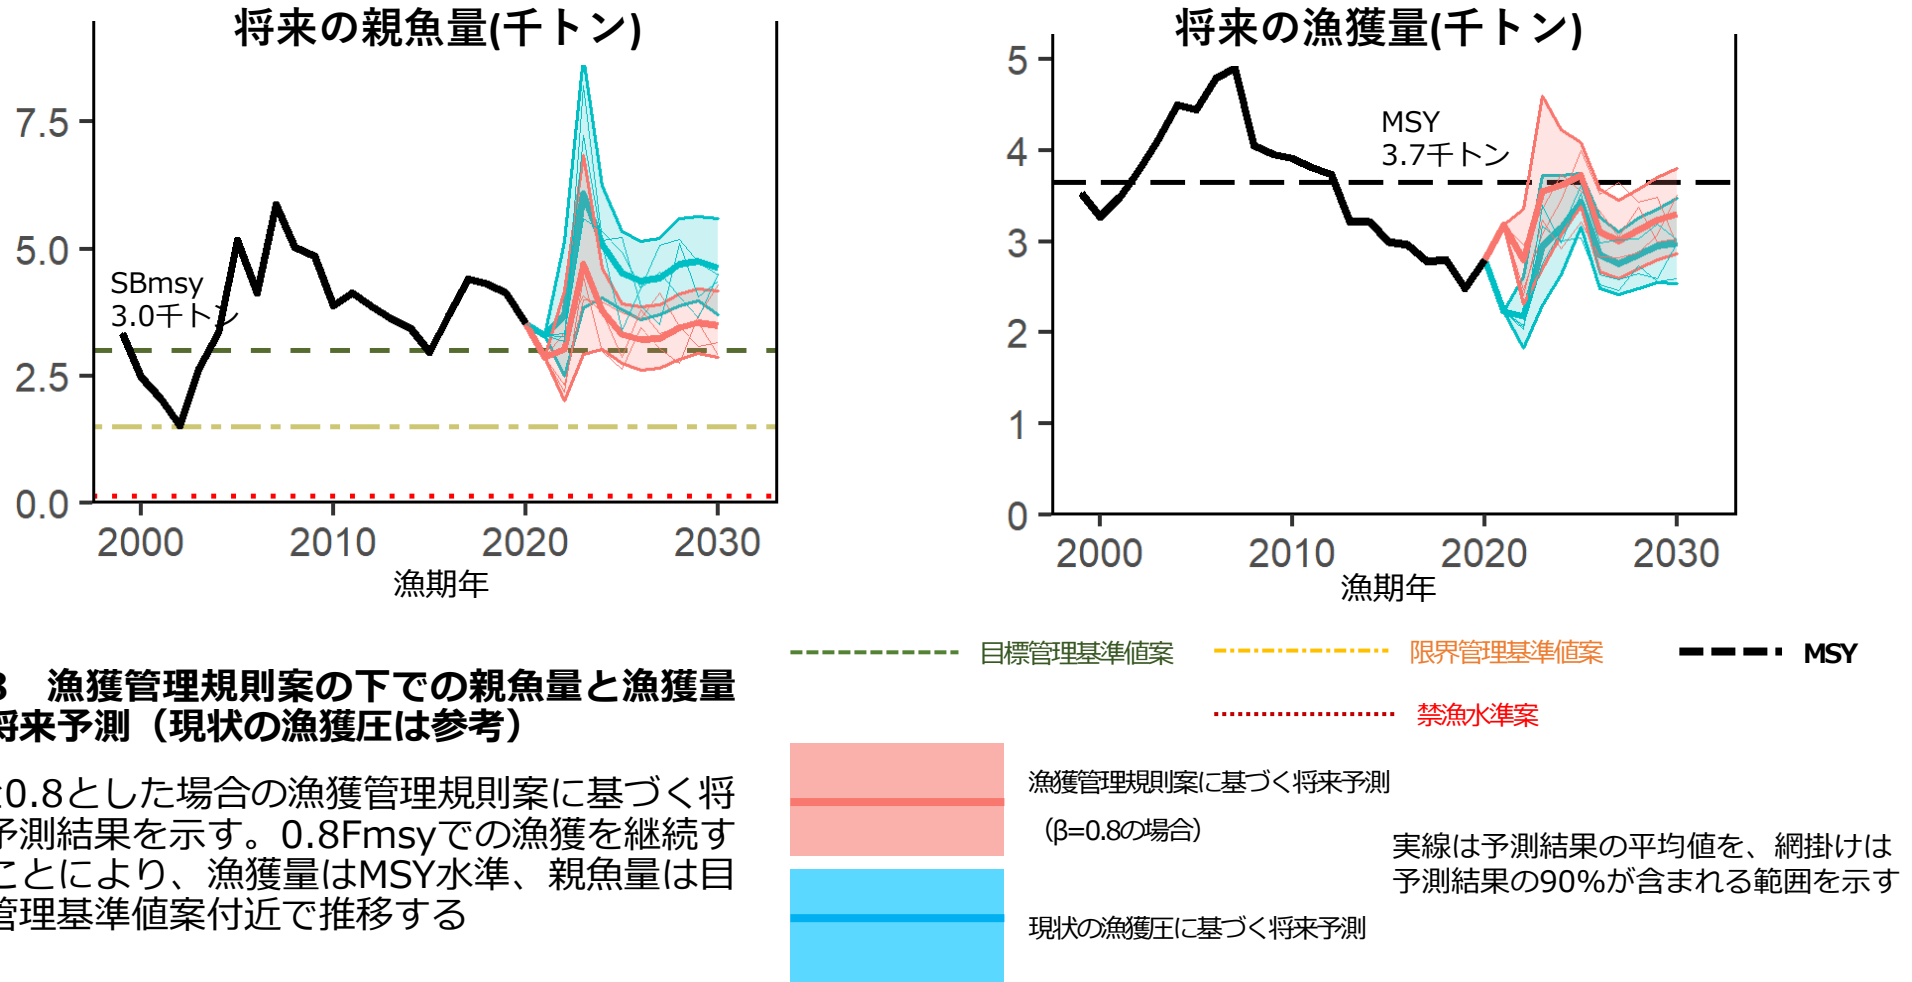 将来の親魚量(千トン)
7.5
5.0
2.5
0.0
SBmsy
3.0千トン
2000
2010
2020
2030
漁期年
将来の漁獲量(千トン)
5
4
3
2
1
0
MSY
3.7千トン
2000
2010
2020
2030
漁期年
目標管理基準値案
限界管理基準値案
MSY
禁漁水準案
漁獲管理規則案の下での親魚量と漁獲量
将来予測（現状の漁獲圧は参考）
0.8とした場合の漁獲管理規則案に基づく将
予測結果を示す。0.8Fmsyでの漁獲を継続す
ことにより、漁獲量はMSY水準、親魚量は目
管理基準値案付近で推移する
漁獲管理規則案に基づく将来予測
（β=0.8の場合）
現状の漁獲圧に基づく将来予測
実線は予測結果の平均値を、網掛けは
予測結果の90%が含まれる範囲を示す